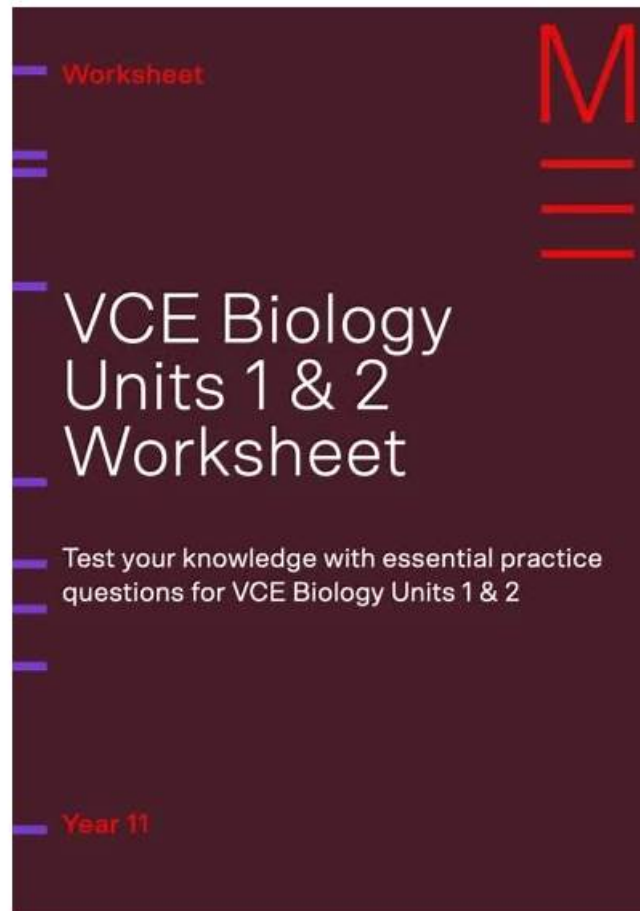 Worksheet
M
VCE Biology
Units 1 & 2
Worksheet
Test your knowledge with essential practice
questions for VCE Biology Units 1 & 2
Year 11